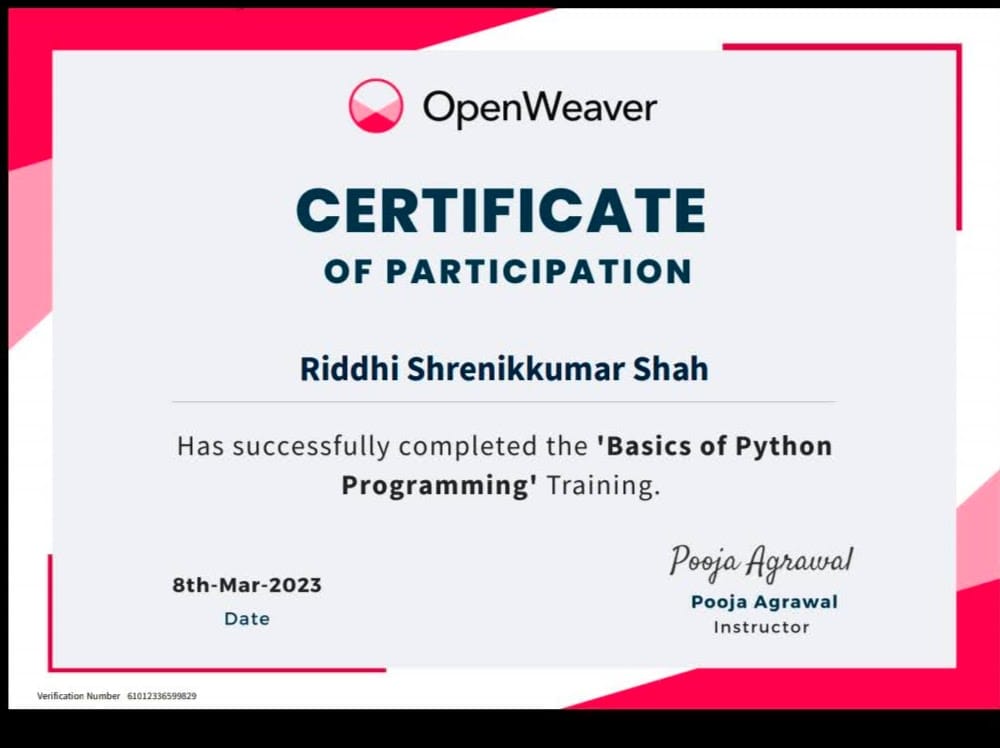 OpenWeaver
CERTIFICATE
OF PARTICIPATION
Riddhi Shrenikkumar Shah
Has successfully completed the 'Basics of Python
Programming' Training.
Pooja Agrawal
8th-Mar-2023
Pooja Agrawal
Date
Instructor
Verification Number 61012336599829